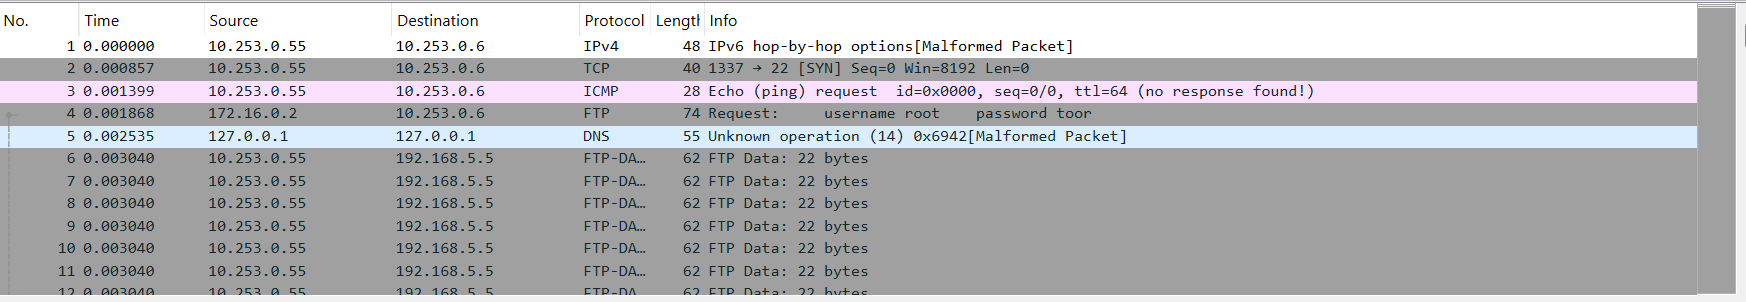 No. Time Source Destination Protocol Length Info
1 0.000000 10.253.0.55 10.253.0.6 IPv4 48 IPv6 hop-by-hop options[Malformed Packet]
2 0.000857 10.253.0.55 10.253.0.6 TCP 40 1337 → 22 [SYN] Seq=0 Win=8192 Len=0
3 0.001399 10.253.0.55 10.253.0.6 ICMP 28 Echo (ping) request id=0x0000, seq=0/0, ttl=64 (no response found!)
4 0.001868 172.16.0.2 10.253.0.6 FTP 74 Request: username root password toor
5 0.002535 127.0.0.1 127.0.0.1 DNS 55 Unknown operation (14) 0x6942[Malformed Packet]
6 0.003040 10.253.0.55 192.168.5.5 FTP-DA… 62 FTP Data: 22 bytes
7 0.003040 10.253.0.55 192.168.5.5 FTP-DA… 62 FTP Data: 22 bytes
8 0.003040 10.253.0.55 192.168.5.5 FTP-DA… 62 FTP Data: 22 bytes
9 0.003040 10.253.0.55 192.168.5.5 FTP-DA… 62 FTP Data: 22 bytes
10 0.003040 10.253.0.55 192.168.5.5 FTP-DA… 62 FTP Data: 22 bytes
11 0.003040 10.253.0.55 192.168.5.5 FTP-DA… 62 FTP Data: 22 bytes
12 0.003040 10.253.0.55 192.168.5.5 FTP-DA… 62 FTP Data: 22 bytes